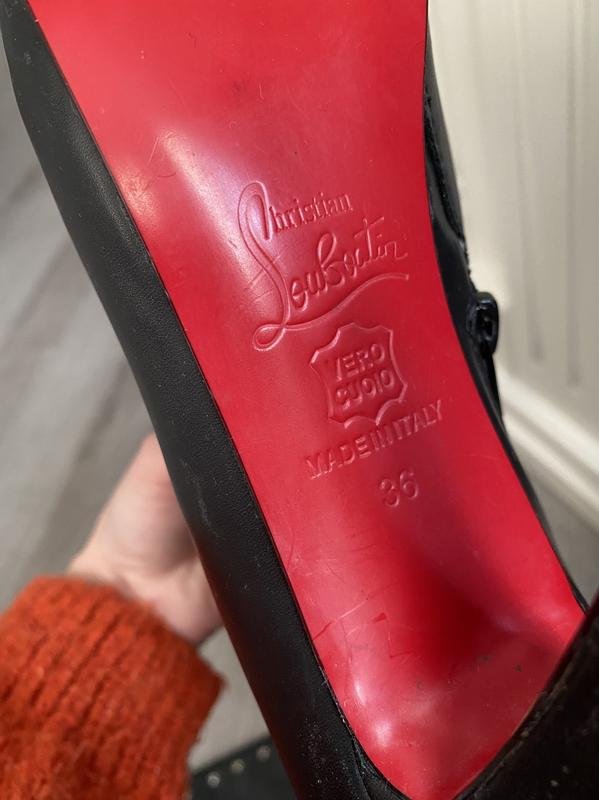 Christian
Louboutin
VERO
CUOIO
MADE IN ITALY
36